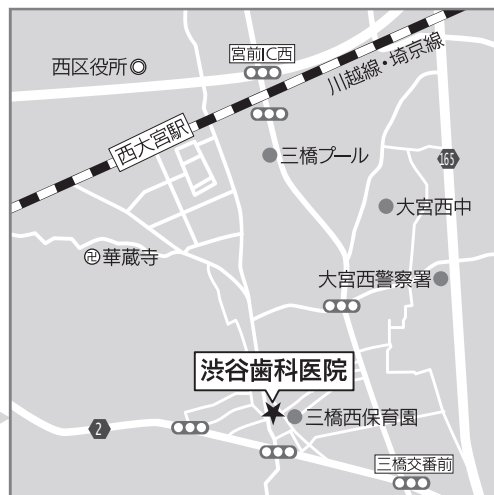 宮前IC西
西区役所
川越線・埼京線
西大宮駅
三橋プール
165
大宮西中
華蔵寺
大宮西警察署
渋谷歯科医院
三橋西保育園
2
三橋交番前